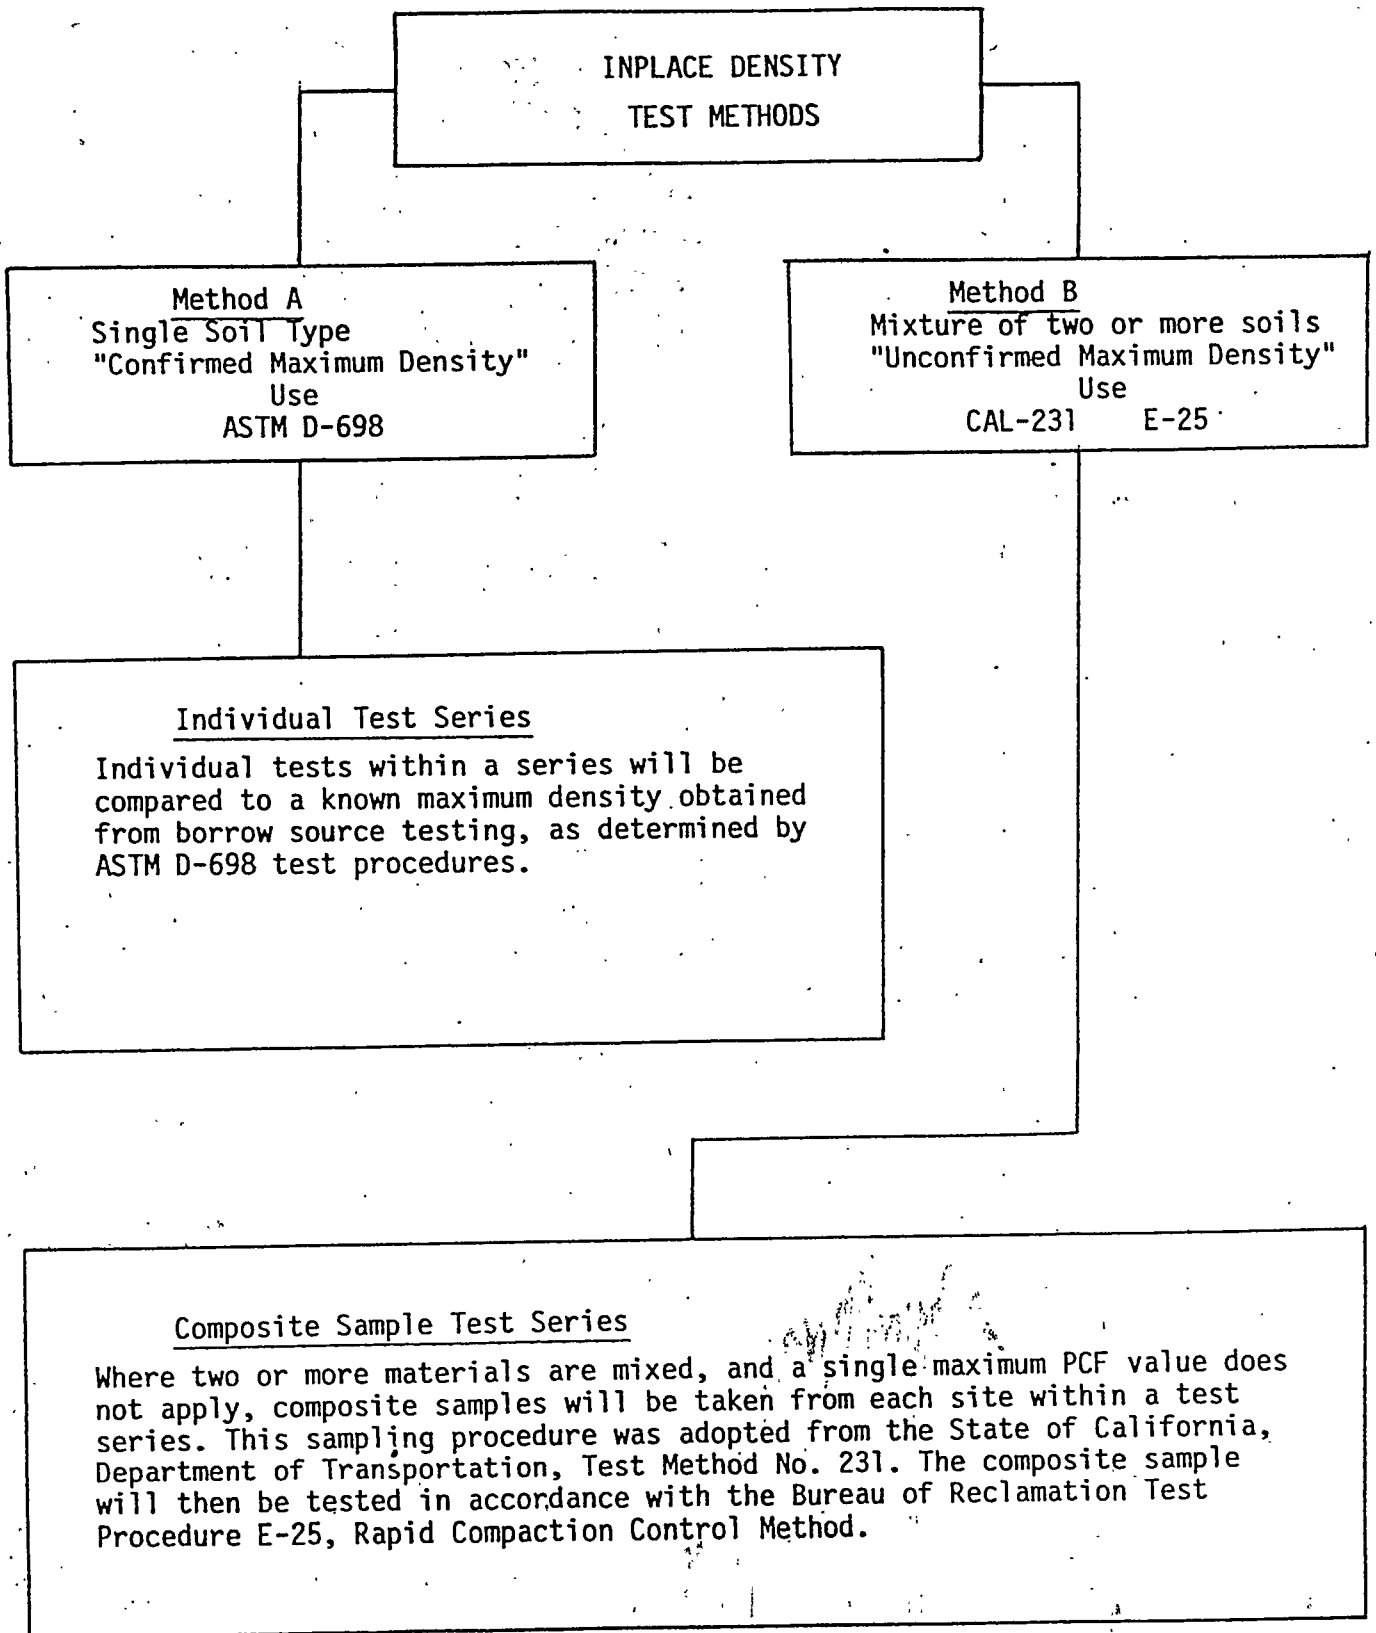 INPLACE DENSITY
TEST METHODS
Method A
Single Soil Type
"Confirmed Maximum Density"
Use
ASTM D-698
Method B
Mixture of two or more soils
"Unconfirmed Maximum Density"
Use
CAL-231 E-25
Individual Test Series
Individual tests within a series will be
compared to a known maximum density obtained
from borrow source testing, as determined by
ASTM D-698 test procedures.
Composite Sample Test Series
Where two or more materials are mixed, and a single maximum PCF value does
not apply, composite samples will be taken from each site within a test
series. This sampling procedure was adopted from the State of California,
Department of Transportation, Test Method No. 231. The composite sample
will then be tested in accordance with the Bureau of Reclamation Test
Procedure E-25, Rapid Compaction Control Method.